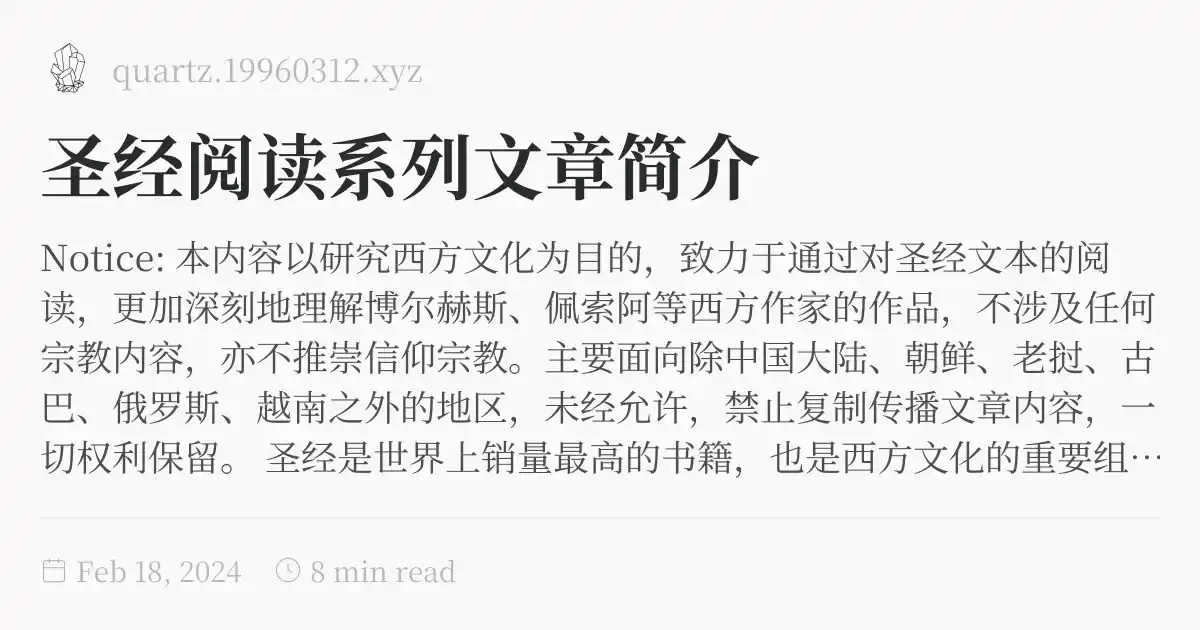 quartz.19960312.xyz
圣经阅读系列文章简介
Notice: 本内容以研究西方文化为目的，致力于通过对圣经文本的阅
读，更加深刻地理解博尔赫斯、佩索阿等西方作家的作品，不涉及任何
宗教内容，亦不推崇信仰宗教。主要面向除中国大陆、朝鲜、老挝、古
巴、俄罗斯、越南之外的地区，未经允许，禁止复制传播文章内容，一
切权利保留。 圣经是世界上销量最高的书籍，也是西方文化的重要组…
Feb 18, 2024 8 min read